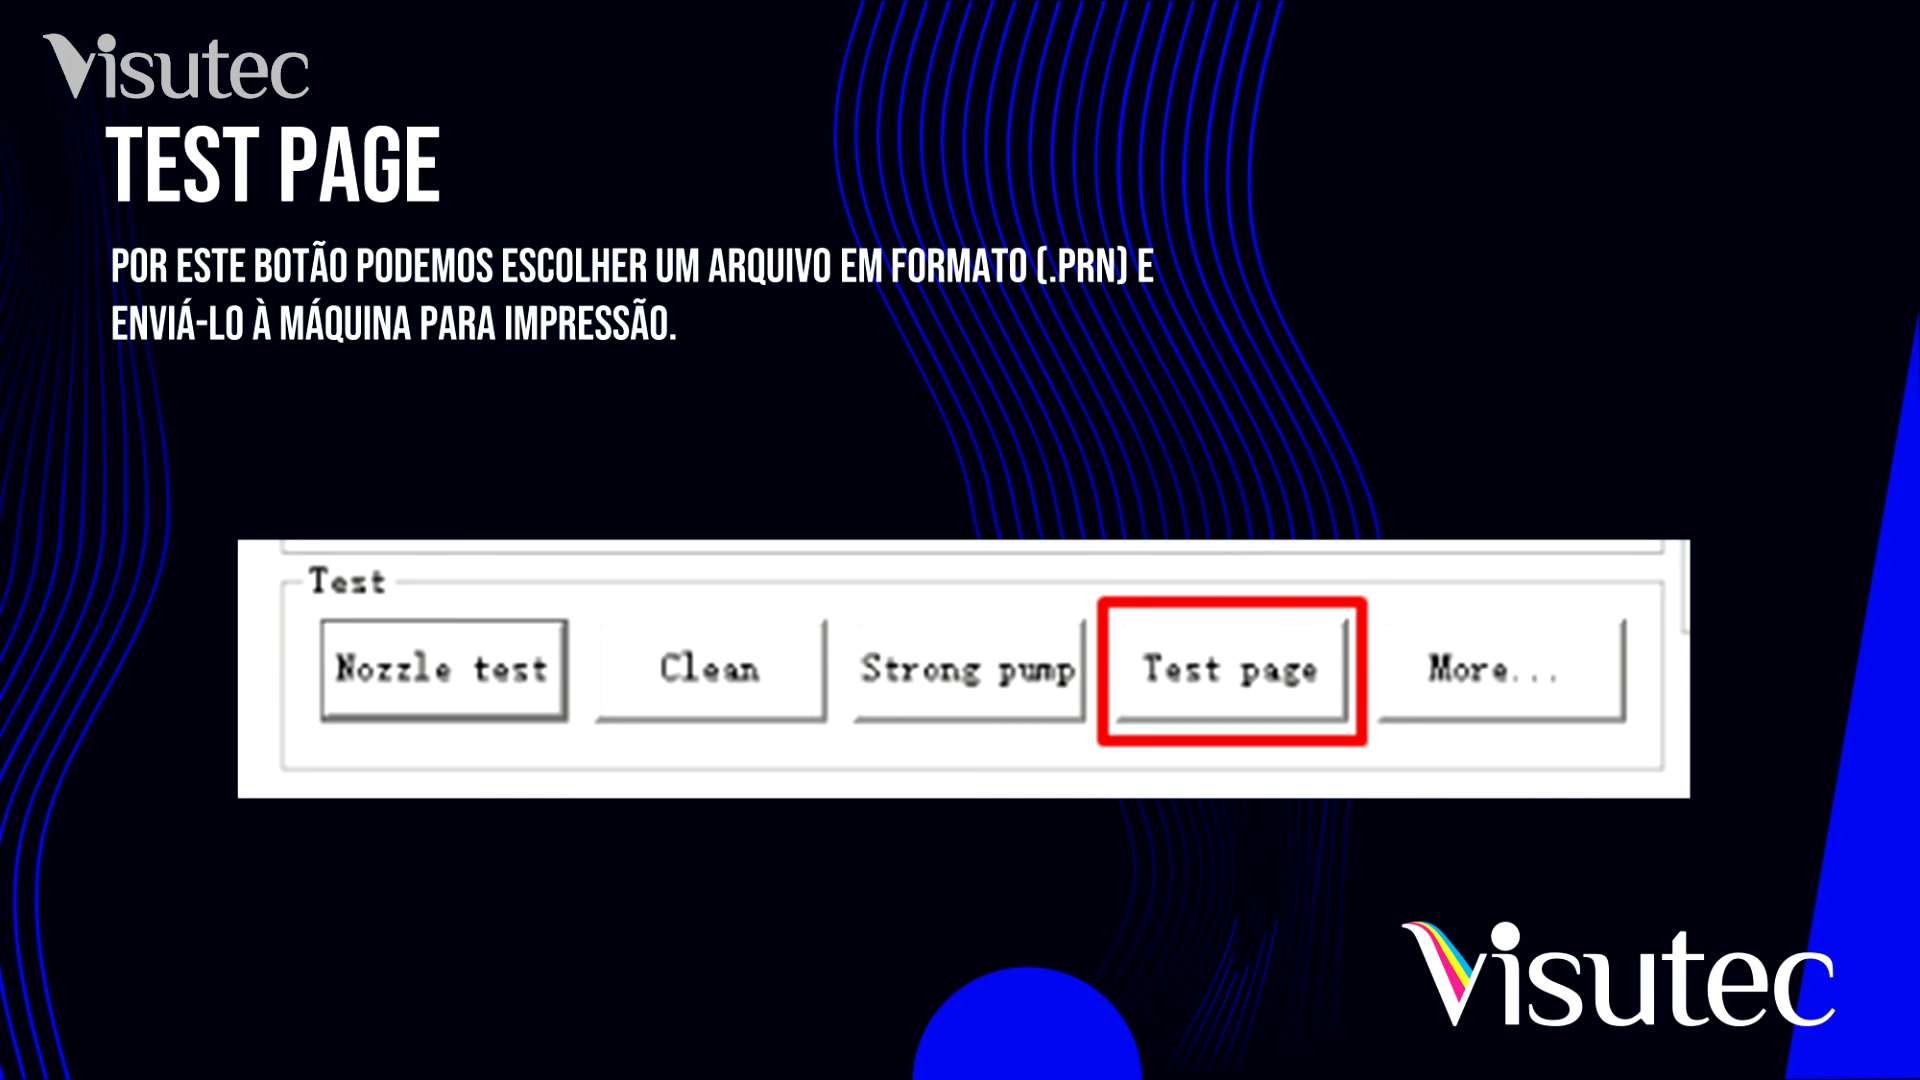 Visutec
TEST PAGE
POR ESTE BOTÃO PODEMOS ESCOLHER UM ARQUIVO EM FORMATO (.PRN) E
ENVIÁ-LO À MÁQUINA PARA IMPRESSÃO.
Test
Nozzle test
Clean
Strong pump
Test page
More...
Visutec